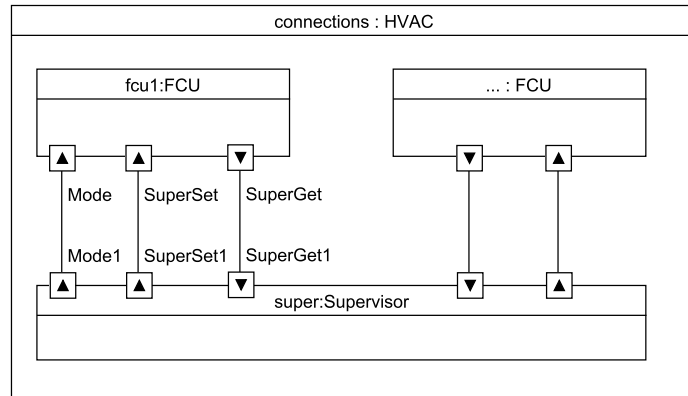 connections : HVAC
fcu1:FCU
... : FCU
Mode SuperSet SuperGet
Mode1 SuperSet1 SuperGet1
super:Supervisor